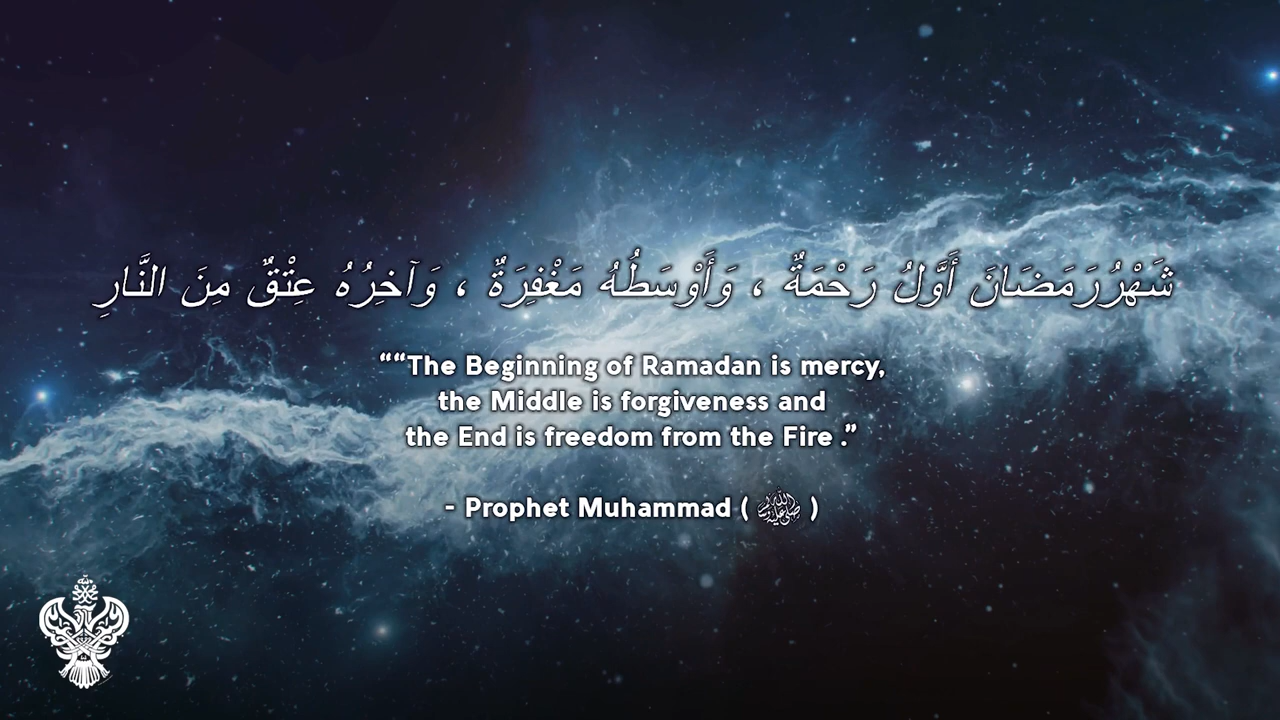 شَهْرُرَمَضَانَ أَوَّلُ رَحْمَةٌ ، وَأَوْسَطُهُ مَغْفِرَةٌ ، وَآخِرُهُ عِتْقٌ مِنَ النَّارِ
““The Beginning of Ramadan is mercy,
the Middle is forgiveness and
the End is freedom from the Fire .”
- Prophet Muhammad ( ﷺ )